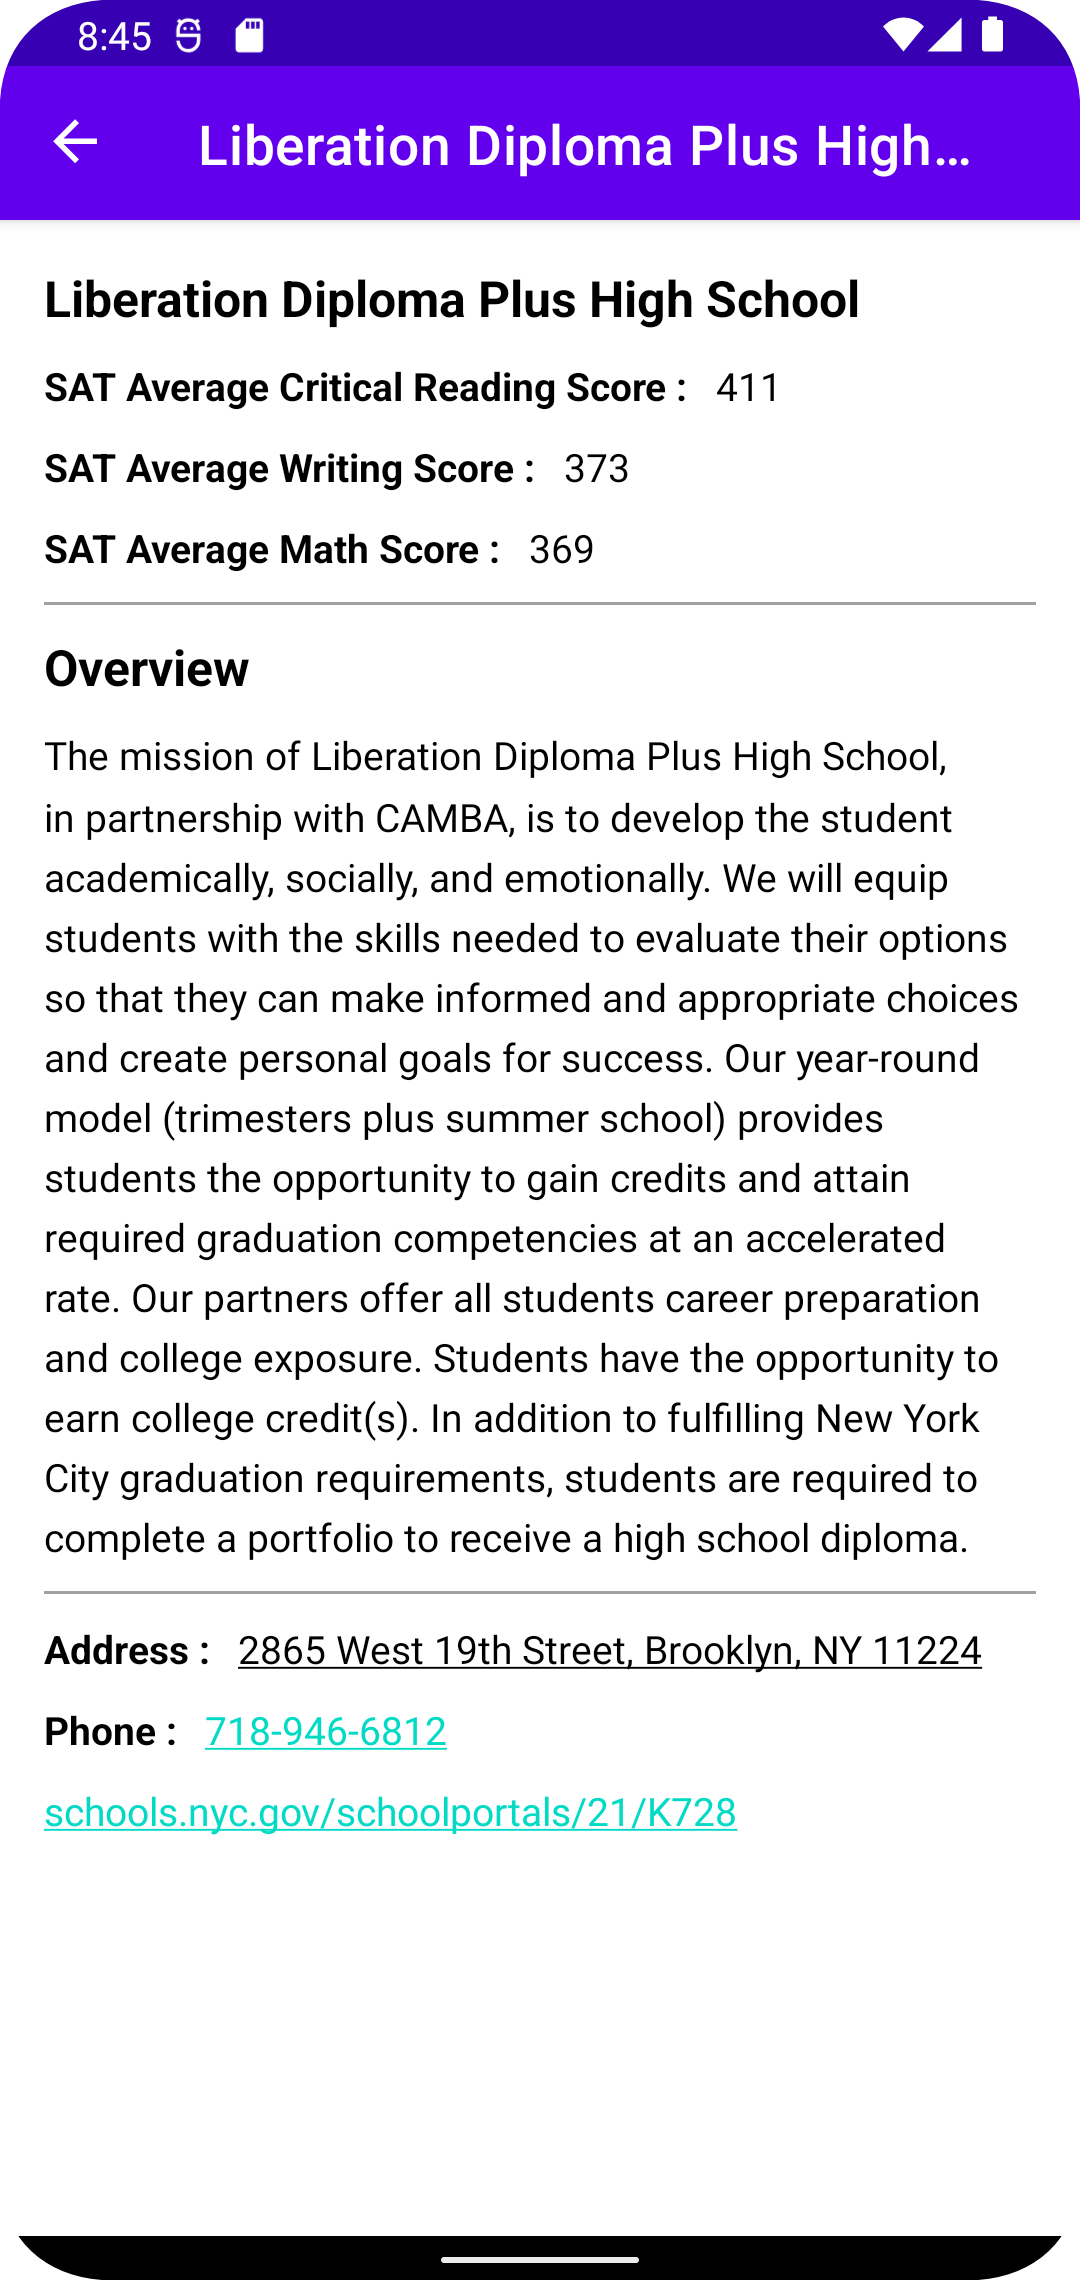 8:45
Liberation Diploma Plus High...
Liberation Diploma Plus High School
SAT Average Critical Reading Score : 411
SAT Average Writing Score : 373
SAT Average Math Score : 369
Overview
The mission of Liberation Diploma Plus High School,
in partnership with CAMBA, is to develop the student
academically, socially, and emotionally. We will equip
students with the skills needed to evaluate their options
so that they can make informed and appropriate choices
and create personal goals for success. Our year-round
model (trimesters plus summer school) provides
students the opportunity to gain credits and attain
required graduation competencies at an accelerated
rate. Our partners offer all students career preparation
and college exposure. Students have the opportunity to
earn college credit(s). In addition to fulfilling New York
City graduation requirements, students are required to
complete a portfolio to receive a high school diploma.
Address : 2865 West 19th Street, Brooklyn, NY 11224
Phone : 718-946-6812
schools.nyc.gov/schoolportals/21/K728